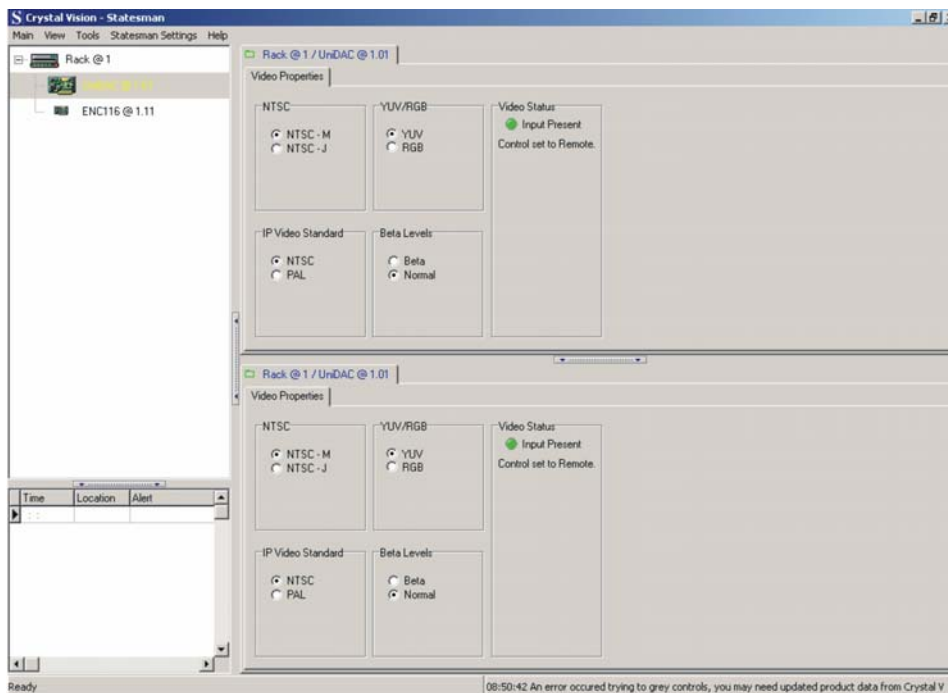 Crystal Vision - Statesman
Main View Tools Statesman Settings Help
Rack @ 1
UniDAC @ 1.01
ENC116 @ 1.11
Rack @ 1 / UniDAC @ 1.01
Video Properties
NTSC
NTSC - M
NTSC - J
YUV/RGB
YUV
RGB
Video Status
Input Present
Control set to Remote.
IP Video Standard
NTSC
PAL
Beta Levels
Beta
Normal
Rack @ 1 / UniDAC @ 1.01
Video Properties
NTSC
NTSC - M
NTSC - J
YUV/RGB
YUV
RGB
Video Status
Input Present
Control set to Remote.
IP Video Standard
NTSC
PAL
Beta Levels
Beta
Normal
Time Location Alert
: :
Ready
08:50:42 An error occured trying to grey controls, you may need updated product data from Crystal V